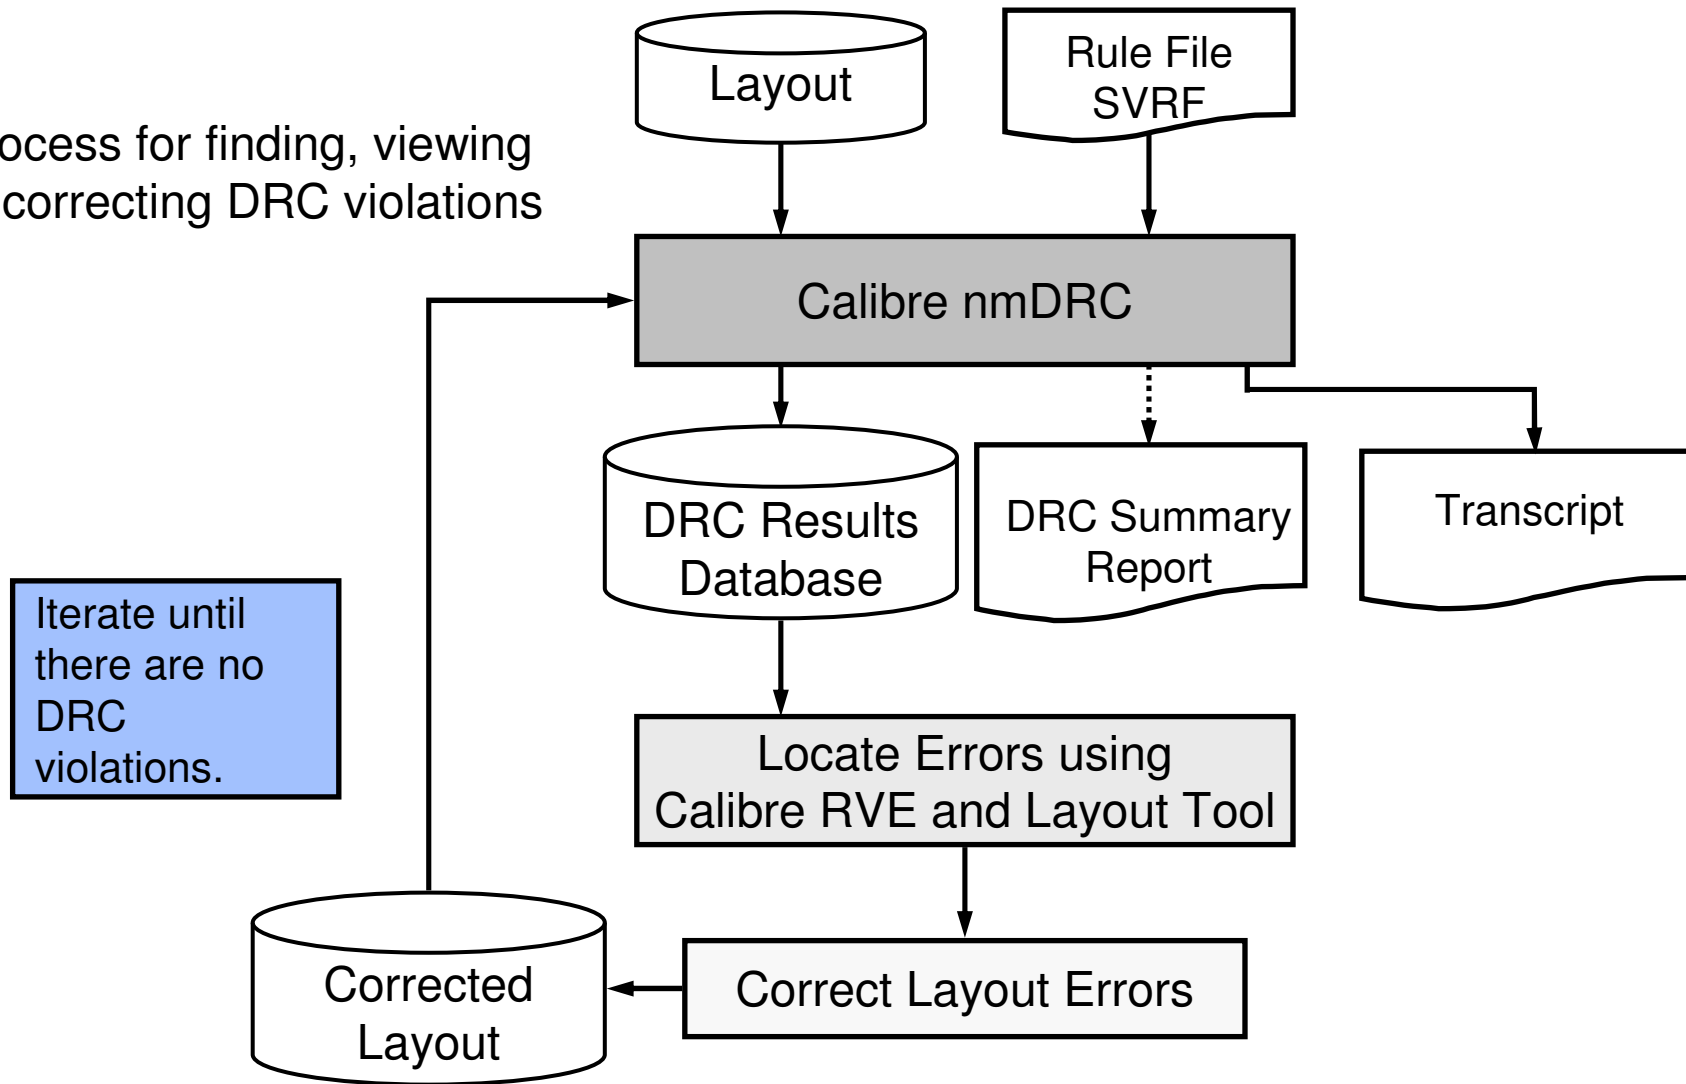 Layout
Rule File
SVRF
ocess for finding, viewing
correcting DRC violations
Calibre nmDRC
DRC Results
Database
DRC Summary
Report
Transcript
Iterate until
there are no
DRC
violations.
Locate Errors using
Calibre RVE and Layout Tool
Corrected
Layout
Correct Layout Errors